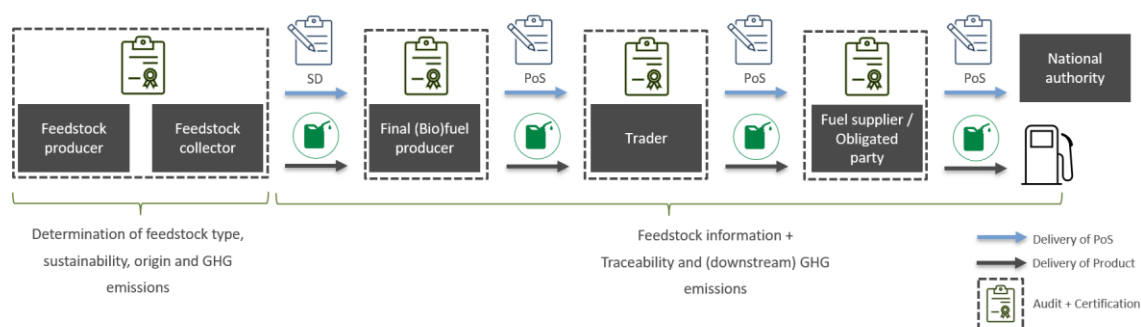 SD
PoS
PoS
PoS
National
authority
Feedstock
producer
Feedstock
collector
Final (Bio)fuel
producer
Trader
Fuel supplier /
Obligated
party
Determination of feedstock type,
sustainability, origin and GHG
emissions
Feedstock information +
Traceability and (downstream) GHG
emissions
Delivery of PoS
Delivery of Product
Audit + Certification